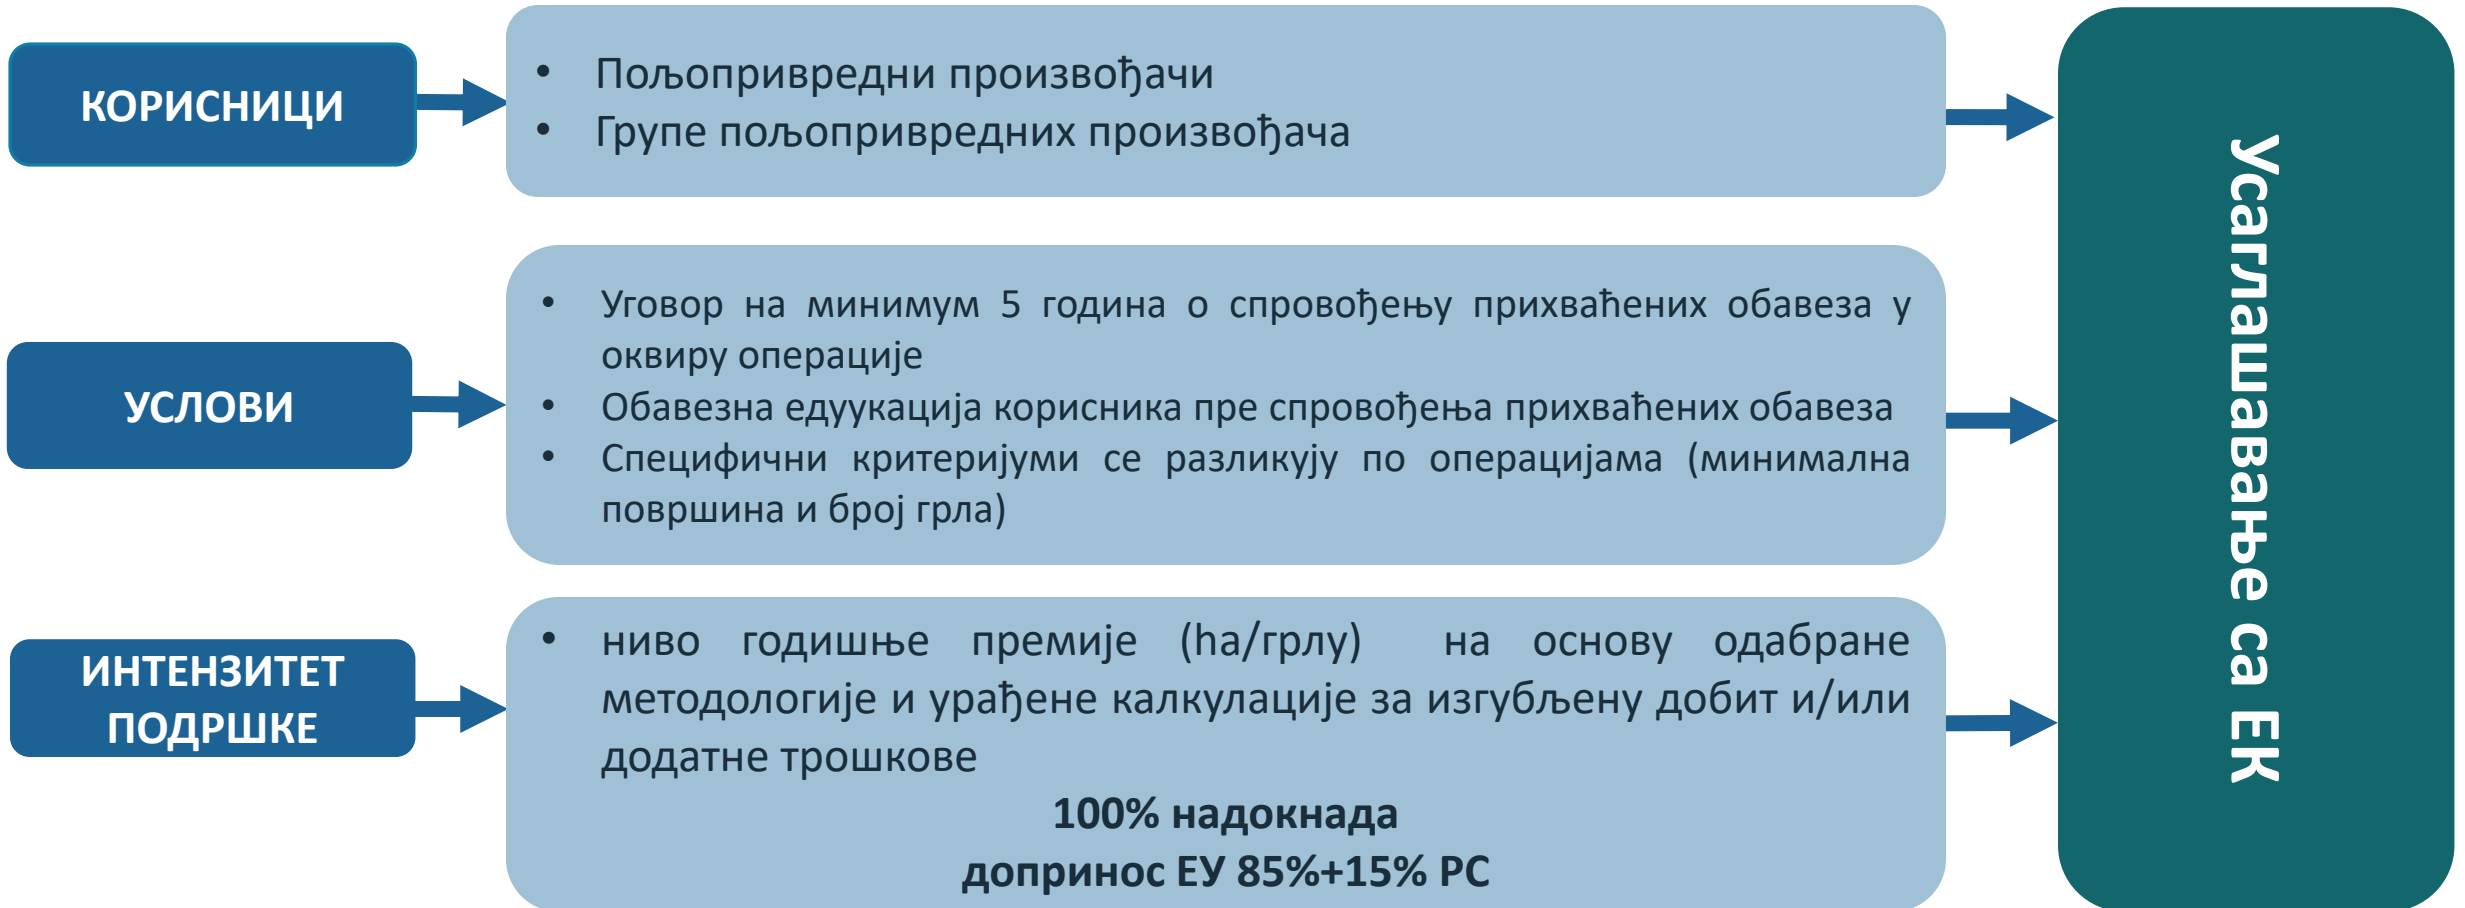 КОРИСНИЦИ
• Пољопривредни произвођачи
• Групе пољопривредних произвођача
УСЛОВИ
• Уговор на минимум 5 година о спровођењу прихваћених обавеза у
оквиру операције
• Обавезна едуукација корисника пре спровођења прихваћених обавеза
• Специфични критеријуми се разликују по операцијама (минимална
површина и број грла)
ИНТЕНЗИТЕТ
ПОДРШКЕ
• ниво годишње премије (ha/грлу) на основу одабране
методологије и урађене калкулације за изгубљену добит и/или
додатне трошкове
100% надокнада
допринос ЕУ 85%+15% РС
Усаглашавање са ЕК